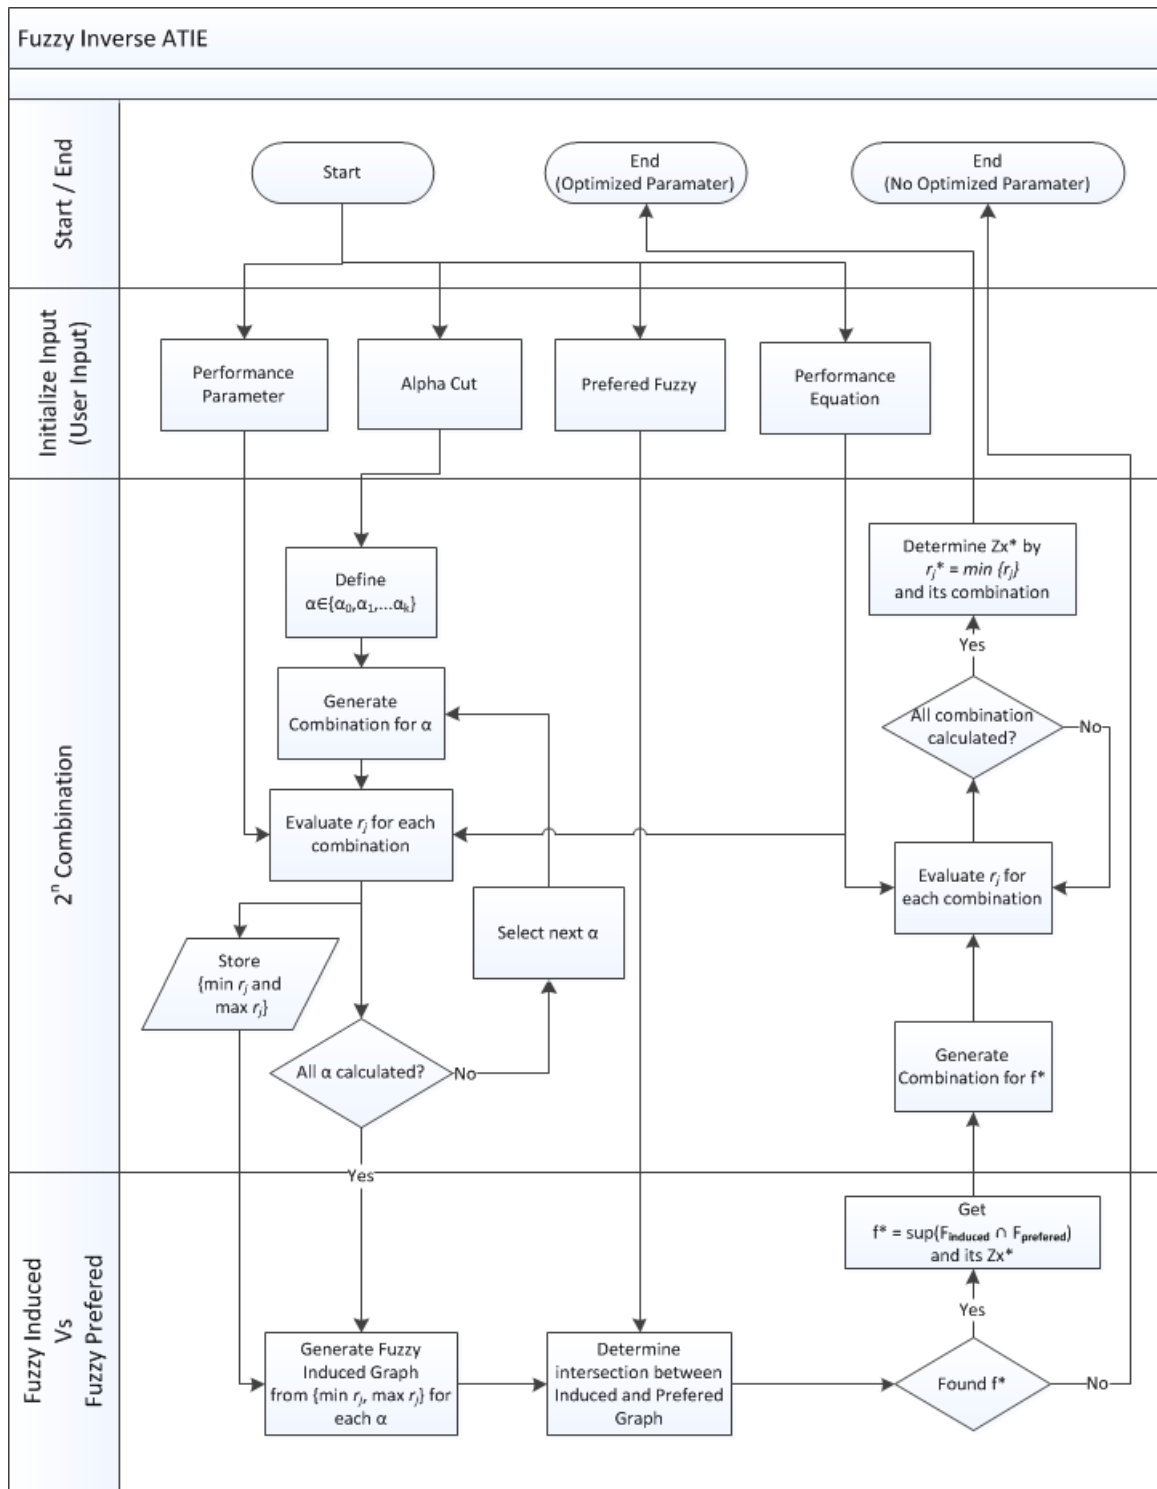 Fuzzy Inverse ATIE
Start / End
Start
End
(Optimized Paramater)
End
(No Optimized Paramater)
Initialize Input
(User Input)
Performance
Parameter
Alpha Cut
Prefered Fuzzy
Performance
Equation
2ⁿ Combination
Define
α∈{α₀,α₁,...αₖ}
Generate
Combination for α
Evaluate rⱼ for each
combination
Select next α
Store
{min rⱼ and
max rⱼ}
All α calculated?
No
Yes
Determine Zx* by
rⱼ* = min {rⱼ}
and its combination
Yes
All combination
calculated?
No
Evaluate rⱼ for
each combination
Generate
Combination for f*
Fuzzy Induced
Vs
Fuzzy Prefered
Get
f* = sup(F induced ∩ F prefered)
and its Zx*
Yes
Generate Fuzzy
Induced Graph
from {min rⱼ, max rⱼ} for
each α
Determine
intersection between
Induced and Prefered
Graph
Found f*
No